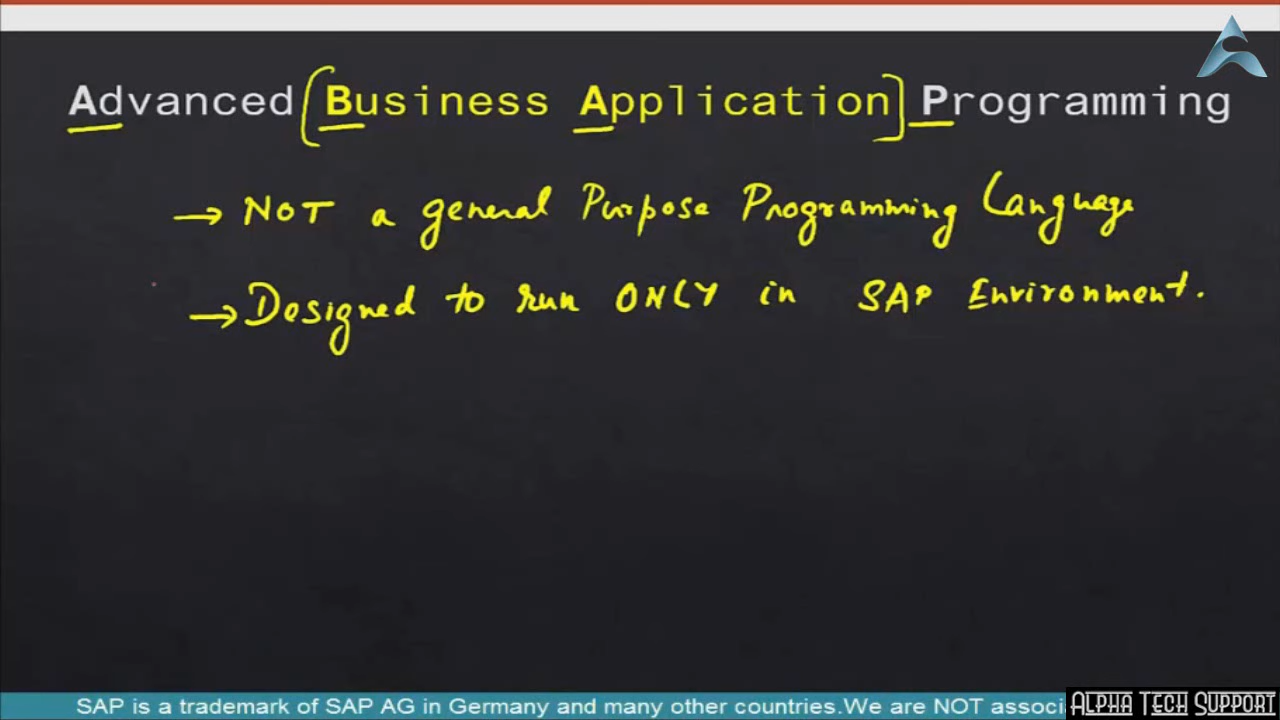 Advanced [Business Application] Programming
→ NOT a general Purpose Programming Language
→ Designed to run ONLY in SAP Environment.
SAP is a trademark of SAP AG in Germany and many other countries.We are NOT associ
ALPHA TECH SUPPORT